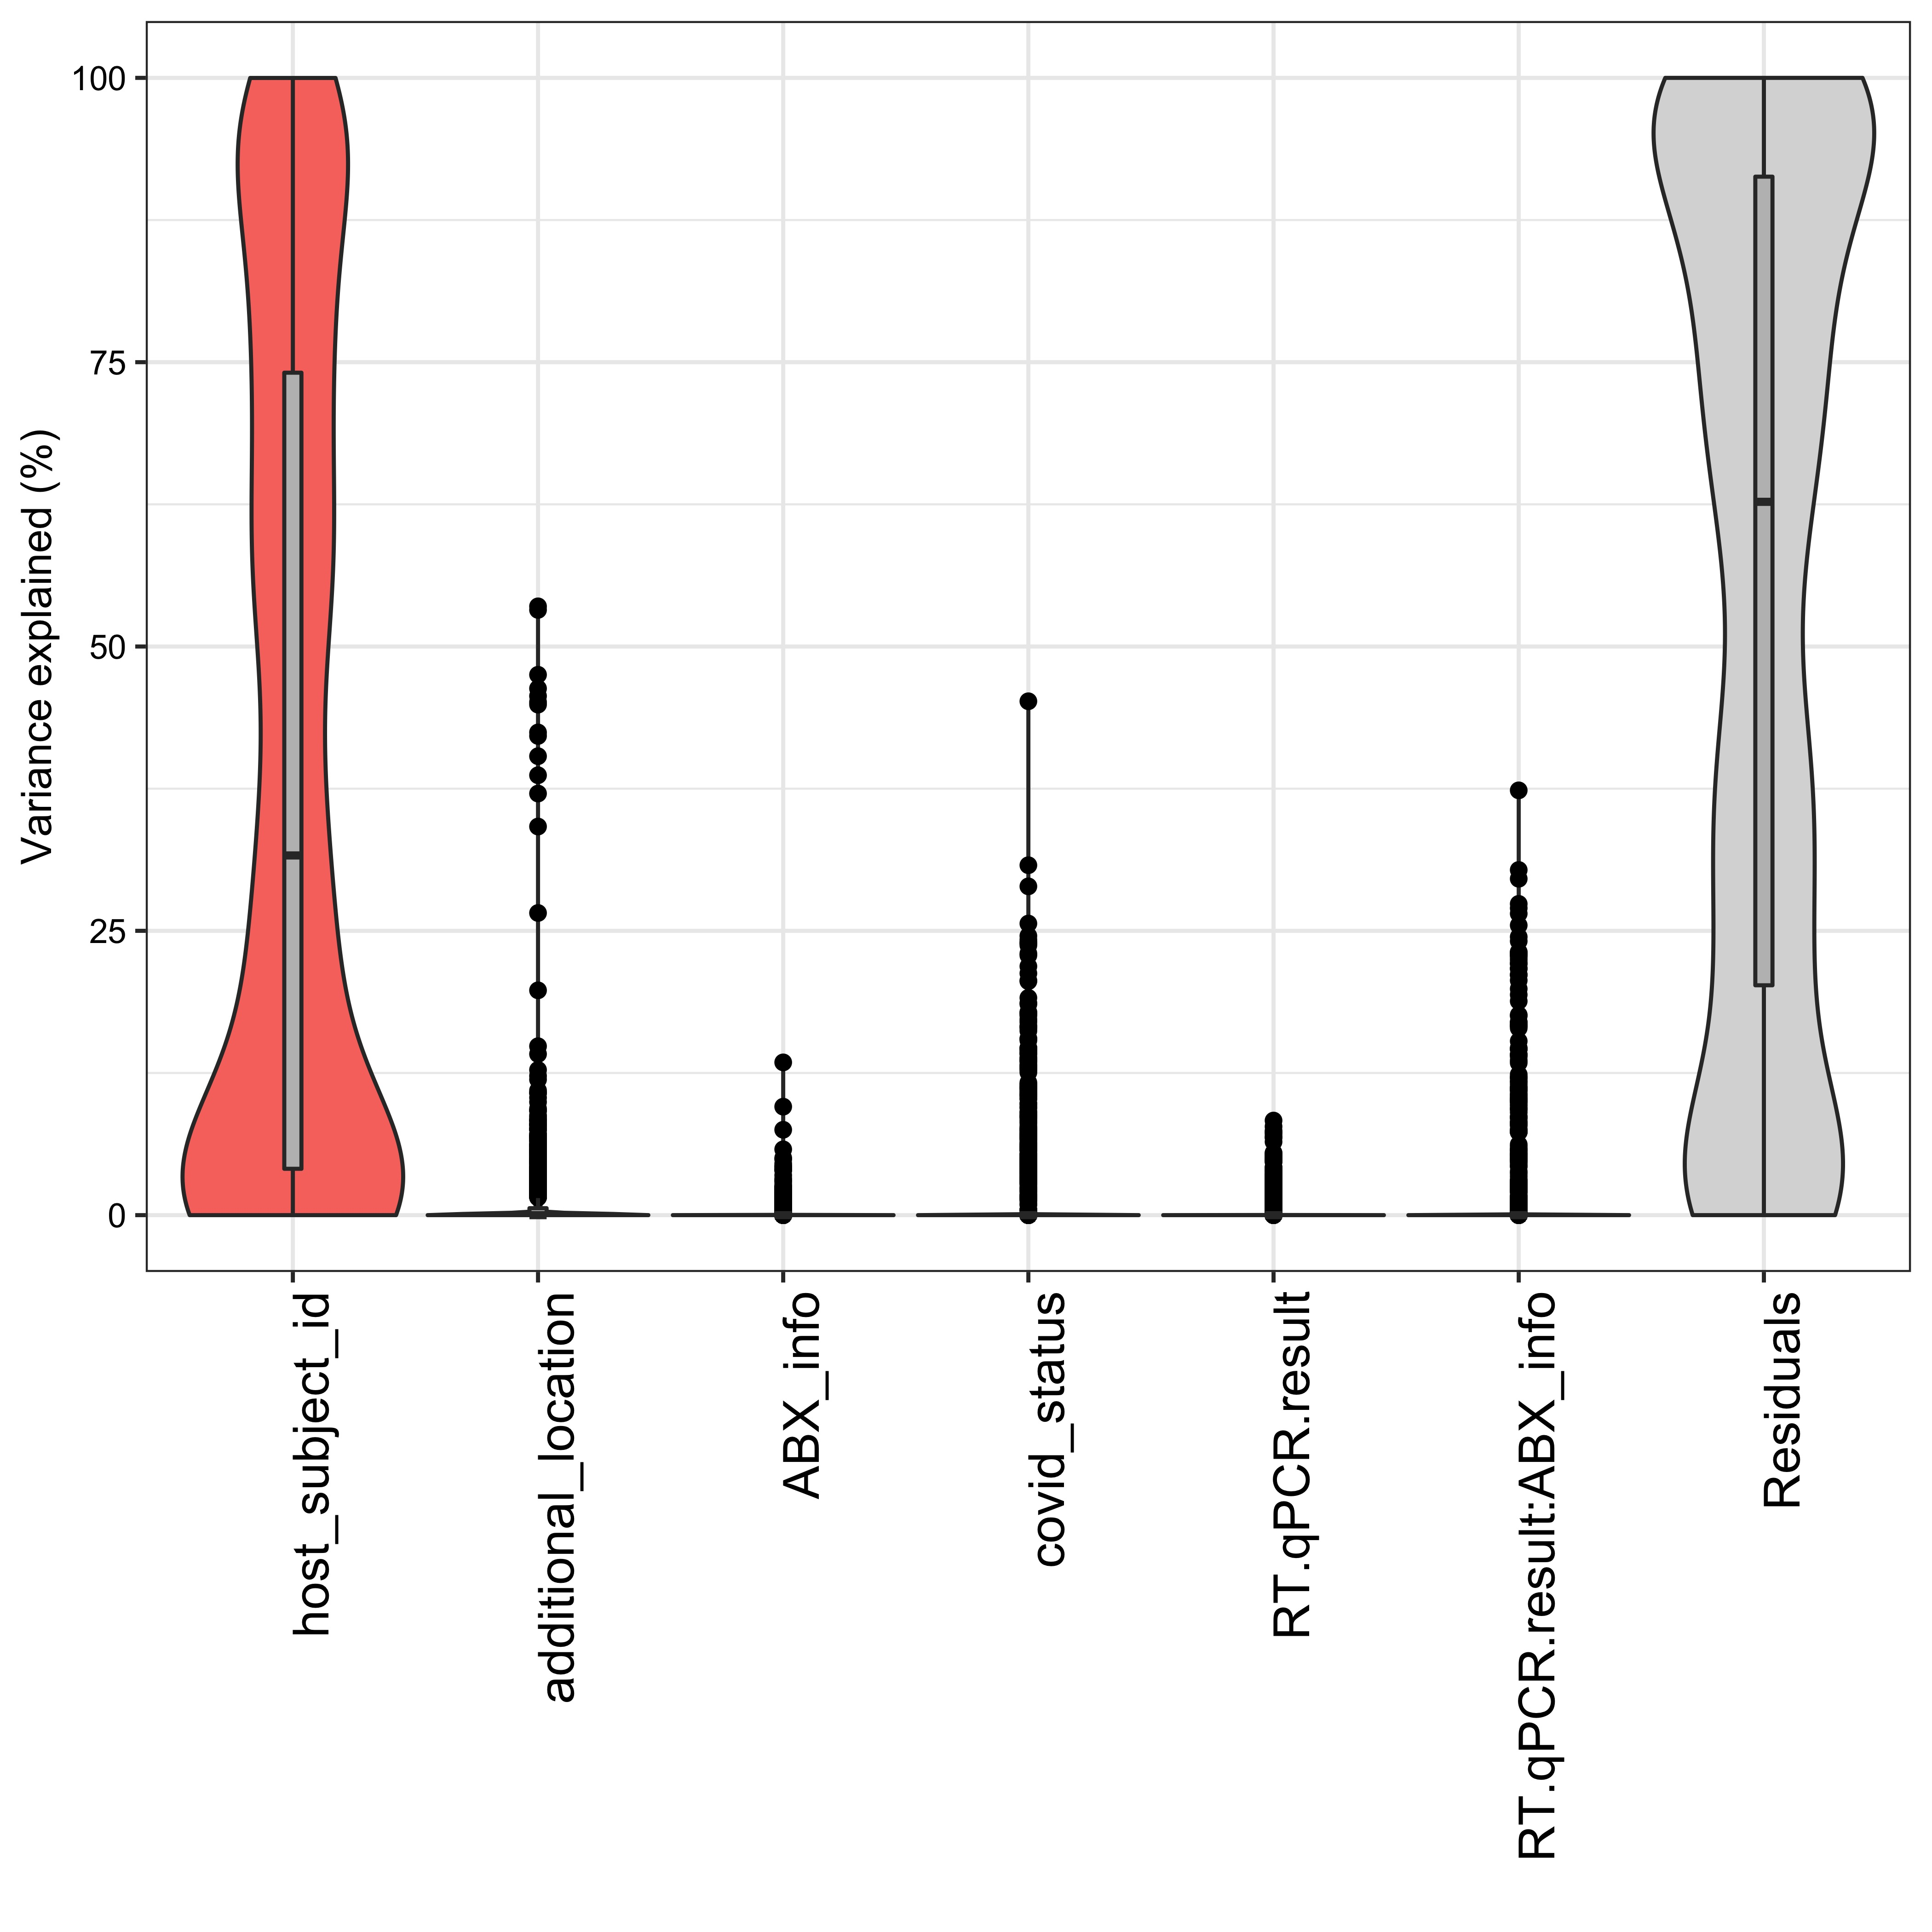 Variance explained (%)
100
75
50
25
0
host_subject_id
additional_location
ABX_info
covid_status
RT.qPCR.result
RT.qPCR.result:ABX_info
Residuals